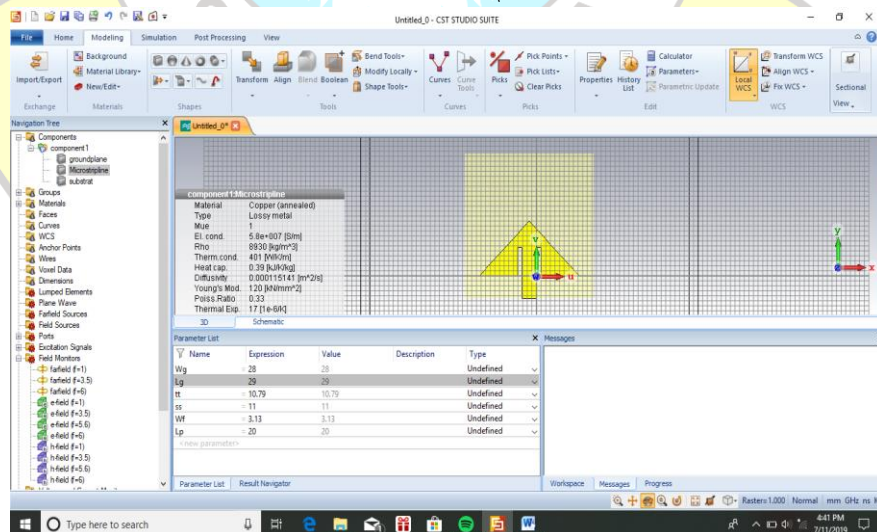 Untitled_0 - CST STUDIO SUITE
File Home Modeling Simulation Post Processing View
Import/Export
Background
Material Library
New/Edit
Transform Align Blend Boolean
Bend Tools
Modify Locally
Shape Tools
Curves Curve Tools
Picks
Pick Points
Pick Lists
Clear Picks
Properties History List
Calculator
Parameters
Parametric Update
Local WCS
Transform WCS
Align WCS
Fix WCS
Sectional View
Exchange Materials Shapes Tools Curves Picks Edit WCS
Navigation Tree
Untitled_0*
Components
component1
groundplane
Microstripline
substrat
Groups
Materials
Faces
Curves
WCS
Anchor Points
Wires
Voxel Data
Dimensions
Lumped Elements
Plane Wave
Farfield Sources
Field Sources
Ports
Excitation Signals
Field Monitors
farfield (f=1)
farfield (f=3.5)
farfield (f=6)
e-field (f=1)
e-field (f=3.5)
e-field (f=5.6)
e-field (f=6)
h-field (f=1)
h-field (f=3.5)
h-field (f=5.6)
h-field (f=6)
component1:Microstripline
Material Copper (annealed)
Type Lossy metal
Mue 1
El. cond. 5.8e+007 [S/m]
Rho 8930 [kg/m^3]
Therm.cond. 401 [W/K/m]
Heat cap. 0.39 [kJ/K/kg]
Diffusivity 0.000115141 [m^2/s]
Young's Mod. 120 [kN/mm^2]
Poiss.Ratio 0.33
Thermal Exp. 17 [1e-6/K]
v
u
y
x
3D Schematic
Parameter List
Name Expression Value Description Type
Wg = 28 28 Undefined
Lg = 29 29 Undefined
tt = 10.79 10.79 Undefined
ss = 11 11 Undefined
Wf = 3.13 3.13 Undefined
Lp = 20 20 Undefined
<new parameter>
Parameter List Result Navigator
Messages
Workspace Messages Progress
Raster=1.000 Normal mm GHz ns
Type here to search
4:41 PM
7/11/2019